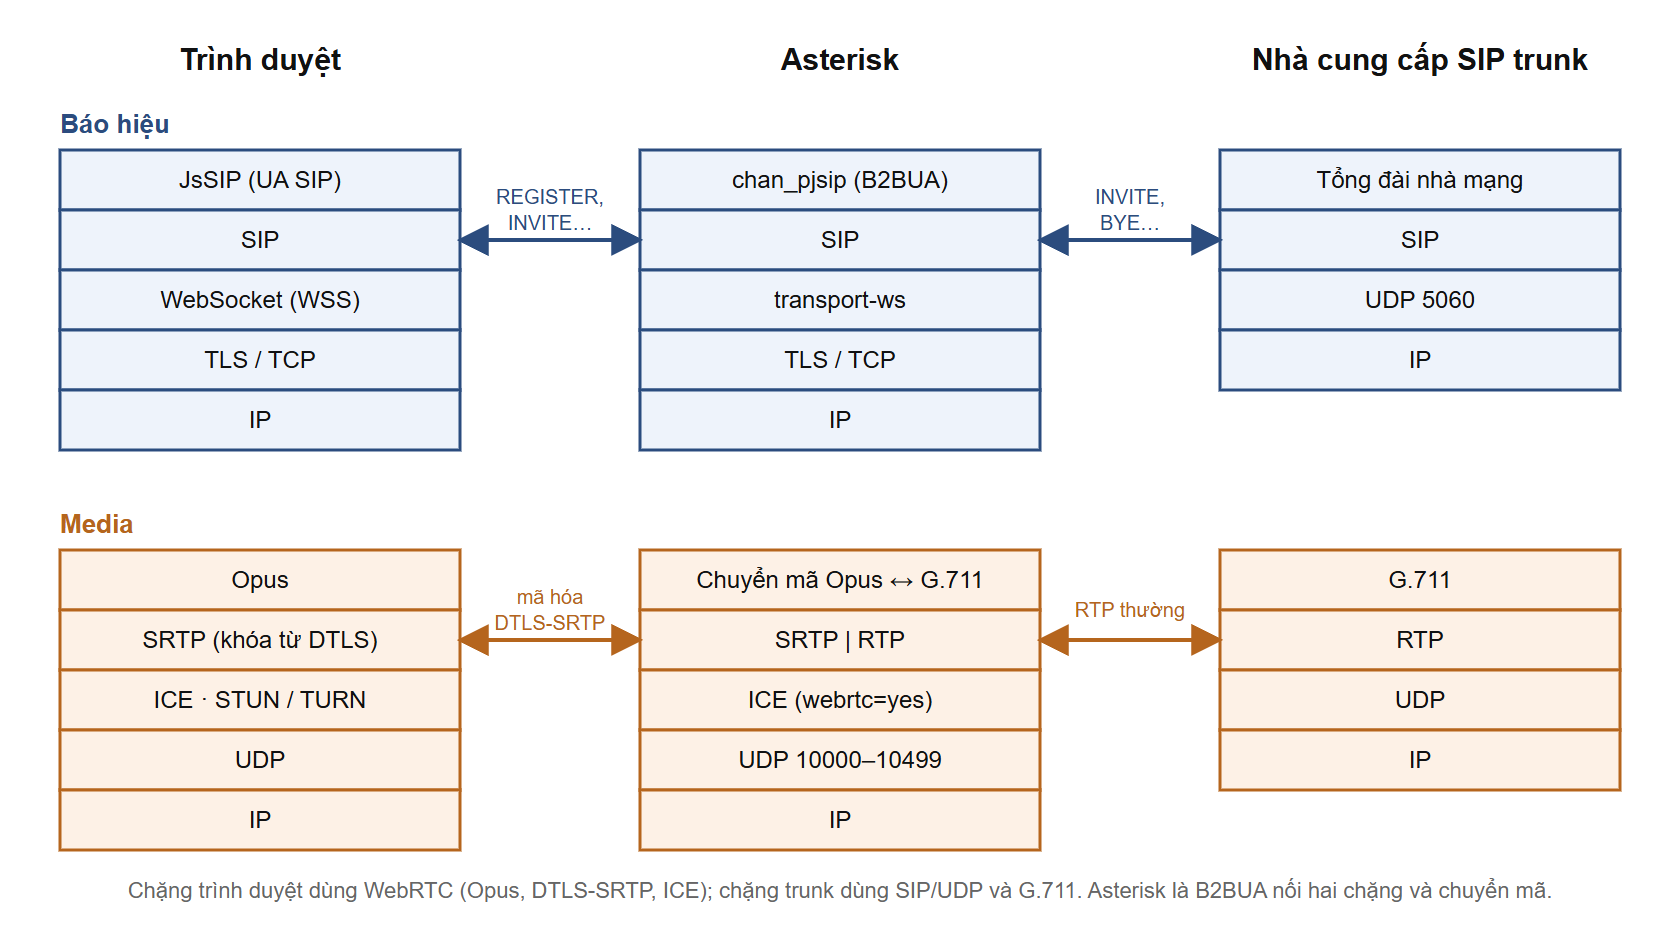 Trình duyệt
Asterisk
Nhà cung cấp SIP trunk
Báo hiệu
JsSIP (UA SIP)
SIP
WebSocket (WSS)
TLS / TCP
IP
REGISTER,
INVITE…
chan_pjsip (B2BUA)
SIP
transport-ws
TLS / TCP
IP
INVITE,
BYE…
Tổng đài nhà mạng
SIP
UDP 5060
IP
Media
Opus
SRTP (khóa từ DTLS)
ICE · STUN / TURN
UDP
IP
mã hóa
DTLS-SRTP
Chuyển mã Opus ↔ G.711
SRTP | RTP
ICE (webrtc=yes)
UDP 10000–10499
IP
RTP thường
G.711
RTP
UDP
IP
Chặng trình duyệt dùng WebRTC (Opus, DTLS-SRTP, ICE); chặng trunk dùng SIP/UDP và G.711. Asterisk là B2BUA nối hai chặng và chuyển mã.